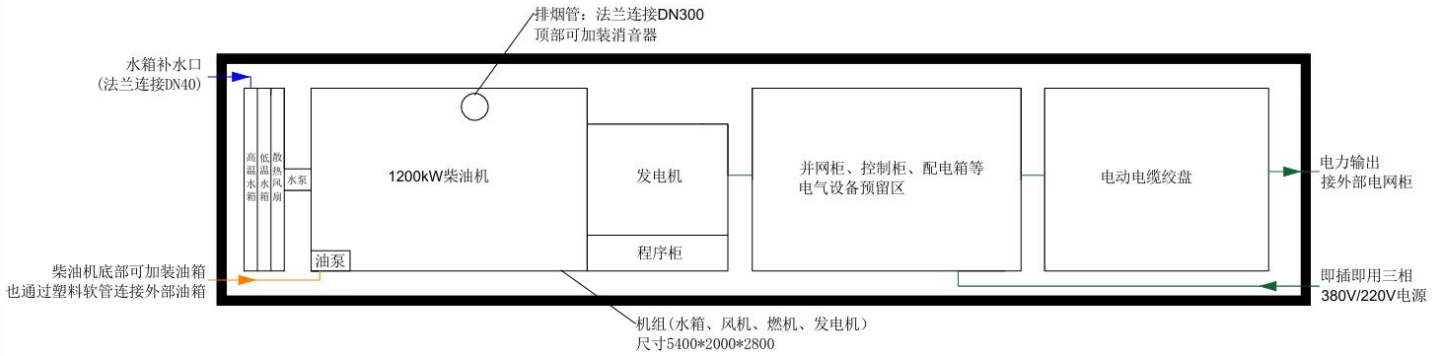 排烟管：法兰连接DN300
顶部可加装消音器
水箱补水口
(法兰连接DN40)
高温水箱
低温水箱
散热风扇
水泵
1200kW柴油机
油泵
发电机
程序柜
并网柜、控制柜、配电箱等
电气设备预留区
电动电缆绞盘
电力输出
接外部电网柜
柴油机底部可加装油箱
也通过塑料软管连接外部油箱
即插即用三相
380V/220V电源
机组(水箱、风机、燃机、发电机)
尺寸5400*2000*2800